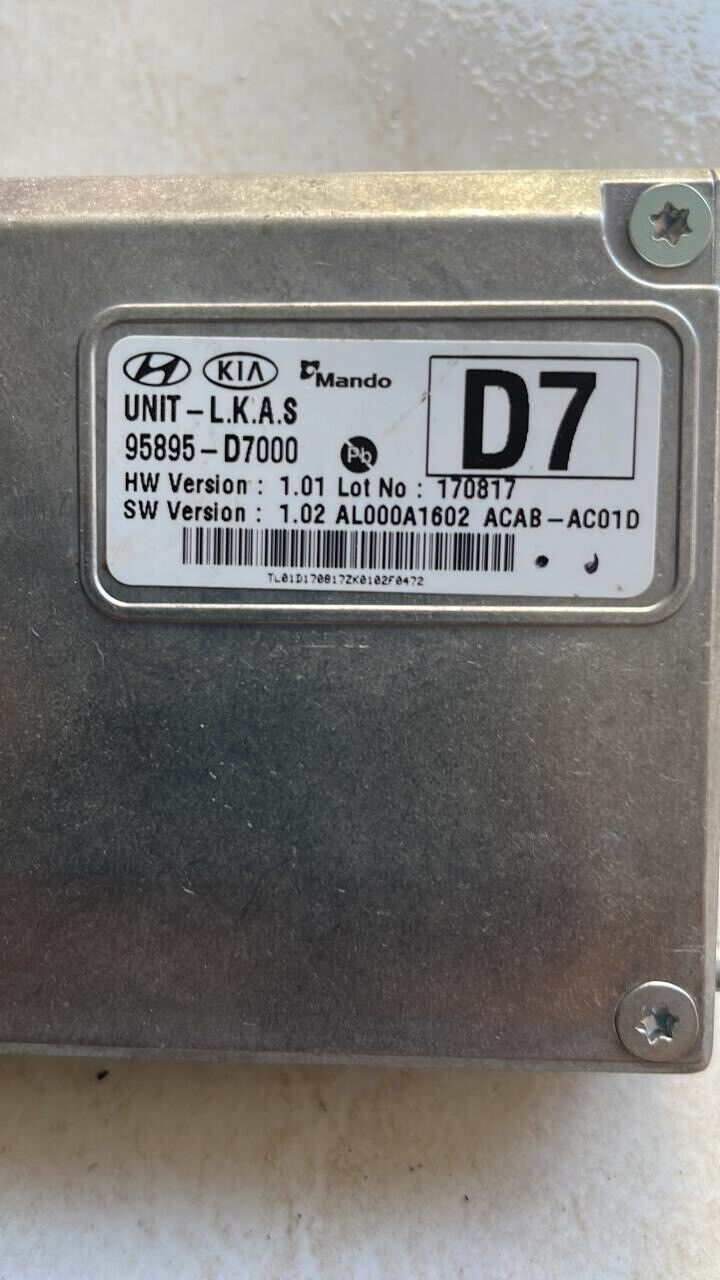 KIA Mando
D7
UNIT-L.K.A.S
95895-D7000 Pb
HW Version : 1.01 Lot No : 170817
SW Version : 1.02 AL000A1602 ACAB-AC01D
TL01D170817ZK0102F0472